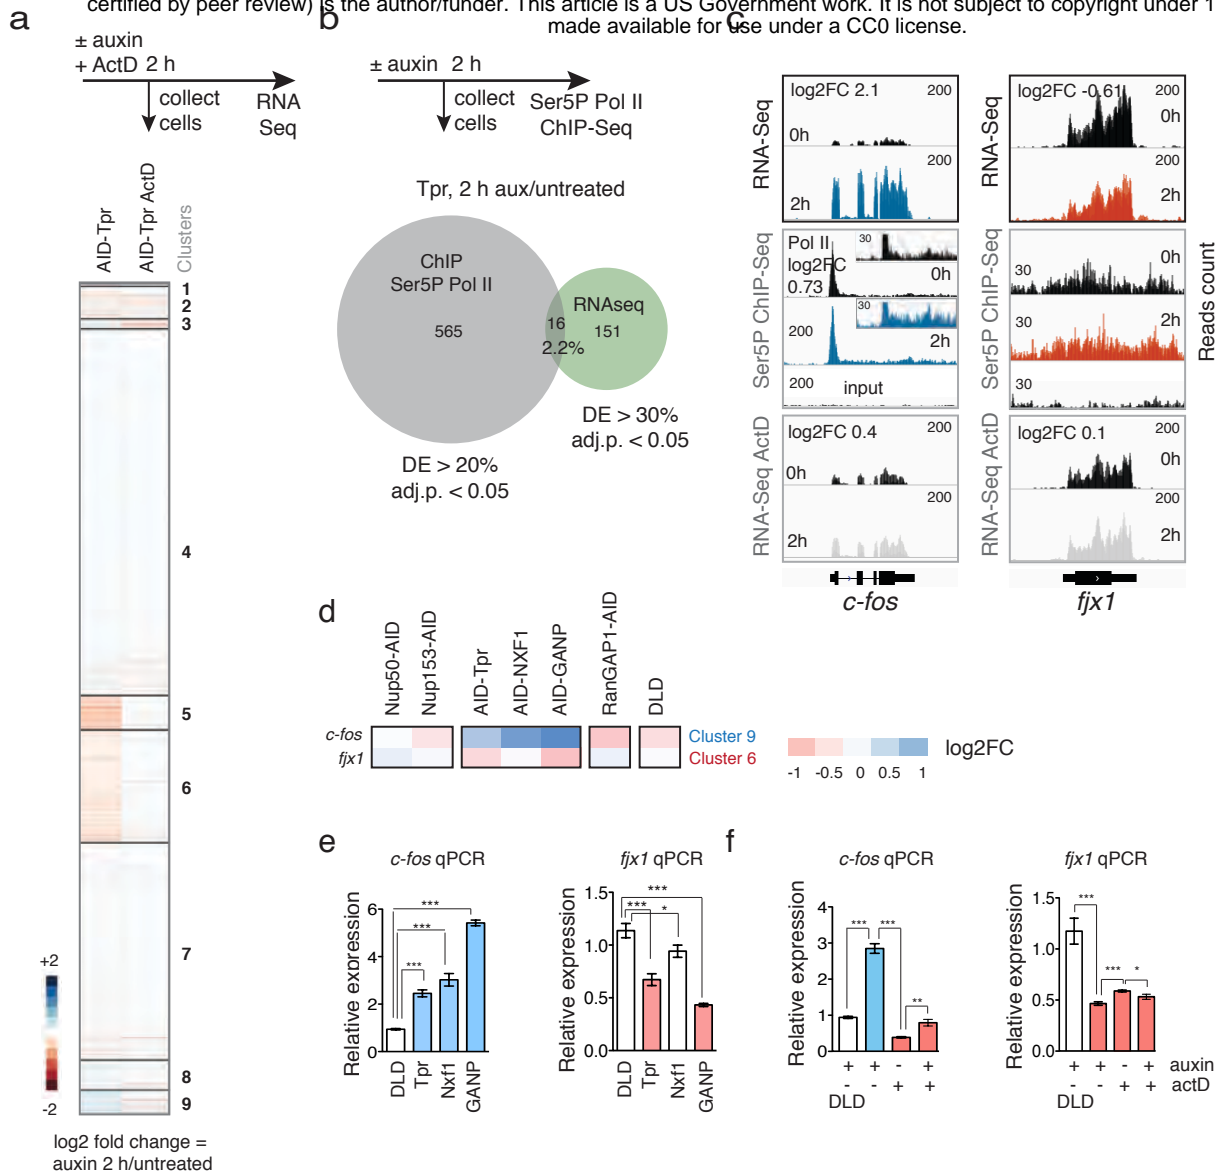 certified by peer review) is the author/funder. This article is a US Government work. It is not subject to copyright under 1
made available for use under a CC0 license.
a
± auxin
+ ActD 2 h
collect
cells
RNA
Seq
AID-Tpr
AID-Tpr ActD
Clusters
1
2
3
4
5
6
7
8
9
+2
-2
log2 fold change =
auxin 2 h/untreated
b
± auxin 2 h
collect
cells
Ser5P Pol II
ChIP-Seq
Tpr, 2 h aux/untreated
ChIP
Ser5P Pol II
565
16
2.2%
RNAseq
151
DE > 20%
adj.p. < 0.05
DE > 30%
adj.p. < 0.05
c
RNA-Seq
log2FC 2.1
200
0h
200
2h
RNA-Seq
log2FC -0.61
200
0h
200
2h
Ser5P ChIP-Seq
Pol II
log2FC
0.73
30
0h
30
200
2h
200
input
Ser5P ChIP-Seq
0h
30
2h
30
30
Reads count
RNA-Seq ActD
log2FC 0.4
200
0h
200
2h
RNA-Seq ActD
log2FC 0.1
200
0h
200
2h
c-fos
fjx1
d
Nup50-AID
Nup153-AID
AID-Tpr
AID-NXF1
AID-GANP
RanGAP1-AID
DLD
c-fos
fjx1
Cluster 9
Cluster 6
log2FC
-1 -0.5 0 0.5 1
e
c-fos qPCR
Relative expression
6
4
2
0
***
***
***
DLD
Tpr
Nxf1
GANP
fjx1 qPCR
Relative expression
1.5
1.0
0.5
0.0
***
***
*
DLD
Tpr
Nxf1
GANP
f
c-fos qPCR
Relative expression
4
3
2
1
0
***
***
**
+ + - +
- - + +
DLD
fjx1 qPCR
Relative expression
1.5
1.0
0.5
0.0
***
***
*
+ + - + auxin
- - + + actD
DLD